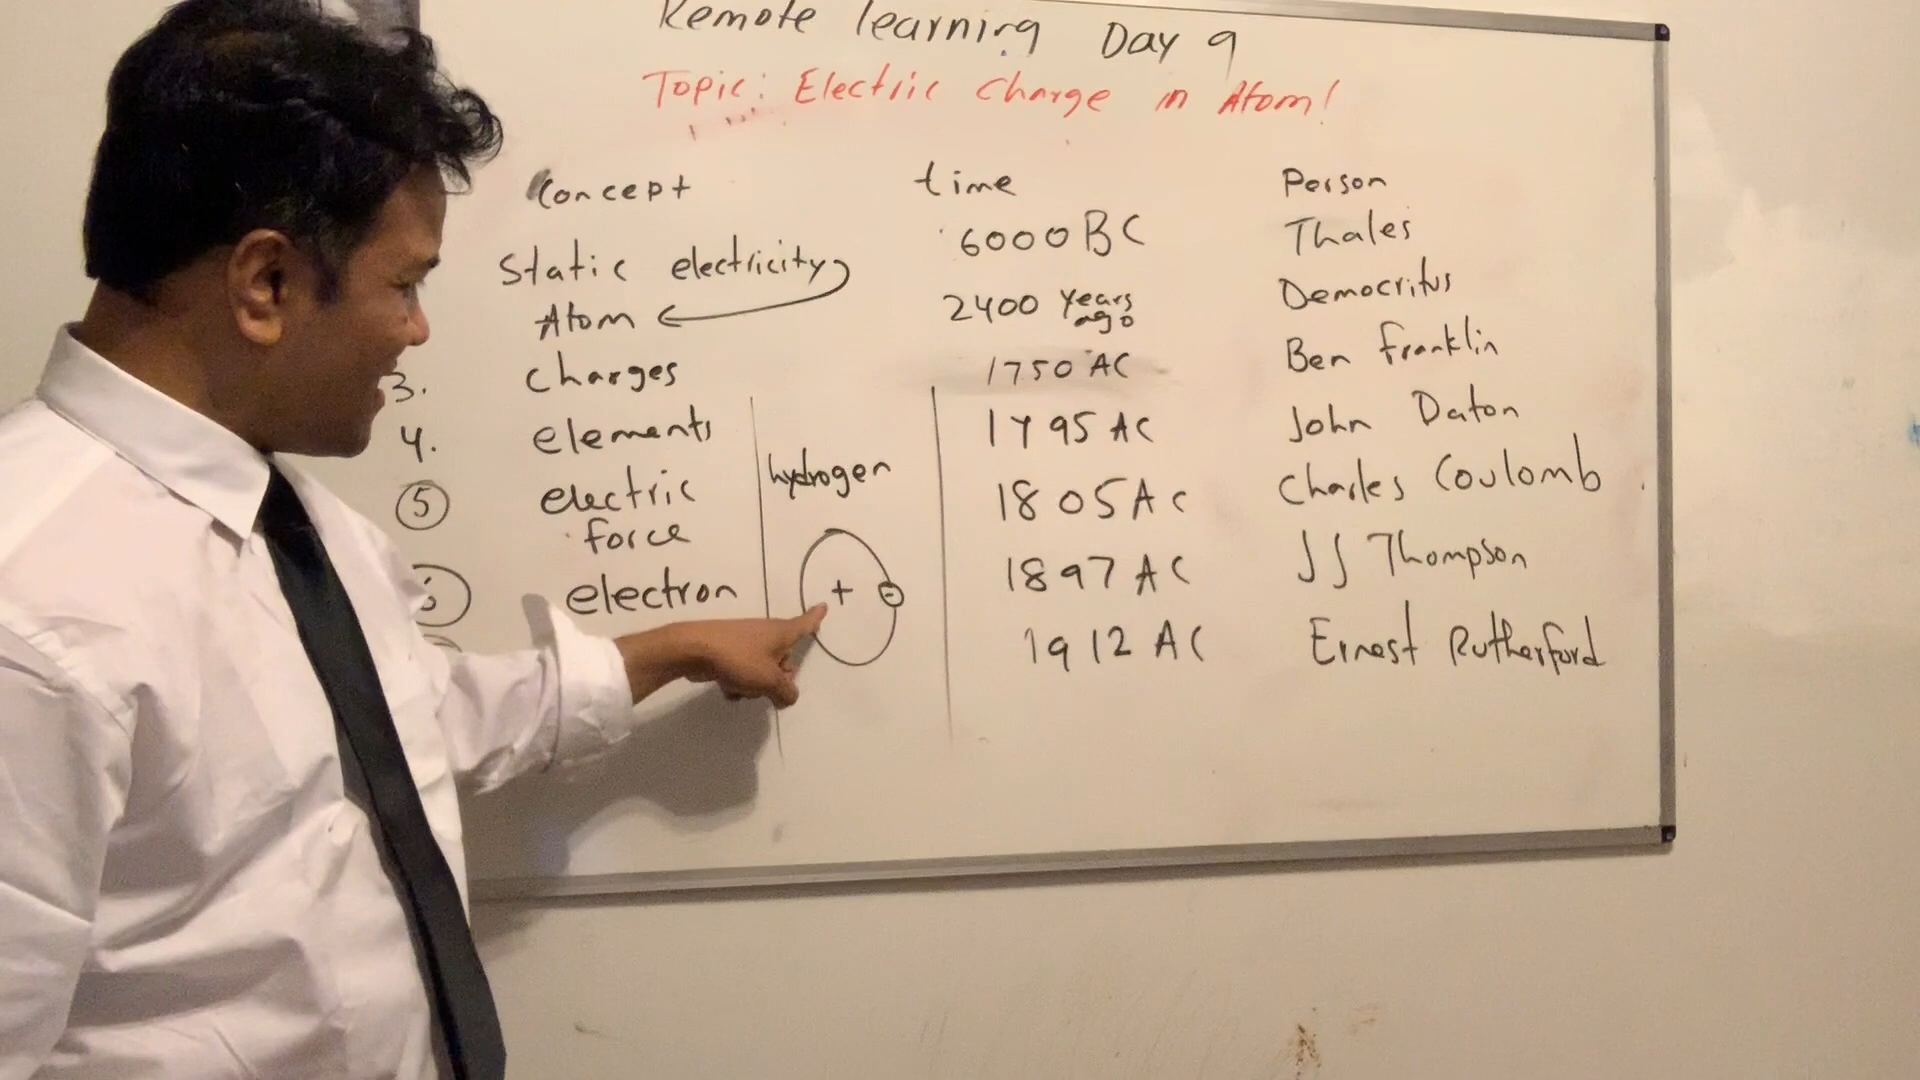 Remote learning Day 9
Topic: Electric charge in Atom!
Concept time Person
Static electricity 6000 BC Thales
Atom 2400 years ago Democritus
3. charges 1750 AC Ben franklin
4. elements 1795 AC John Daton
5 electric force 1805 AC Charles Coulomb
electron 1897 AC JJ Thompson
1912 AC Ernest Rutherford
hydrogen
+ -